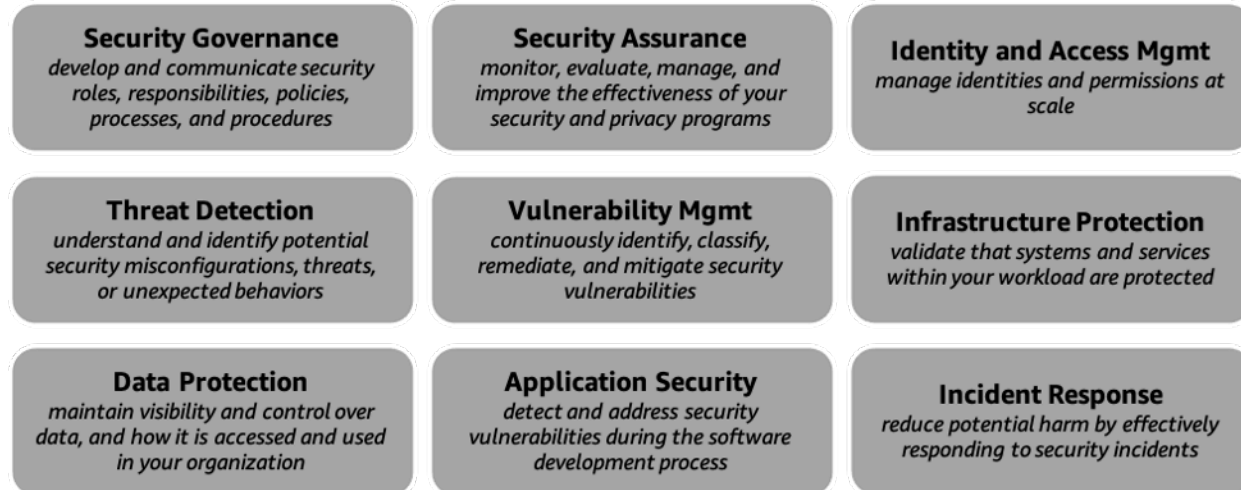 Security Governance
develop and communicate security
roles, responsibilities, policies,
processes, and procedures
Security Assurance
monitor, evaluate, manage, and
improve the effectiveness of your
security and privacy programs
Identity and Access Mgmt
manage identities and permissions at
scale
Threat Detection
understand and identify potential
security misconfigurations, threats,
or unexpected behaviors
Vulnerability Mgmt
continuously identify, classify,
remediate, and mitigate security
vulnerabilities
Infrastructure Protection
validate that systems and services
within your workload are protected
Data Protection
maintain visibility and control over
data, and how it is accessed and used
in your organization
Application Security
detect and address security
vulnerabilities during the software
development process
Incident Response
reduce potential harm by effectively
responding to security incidents